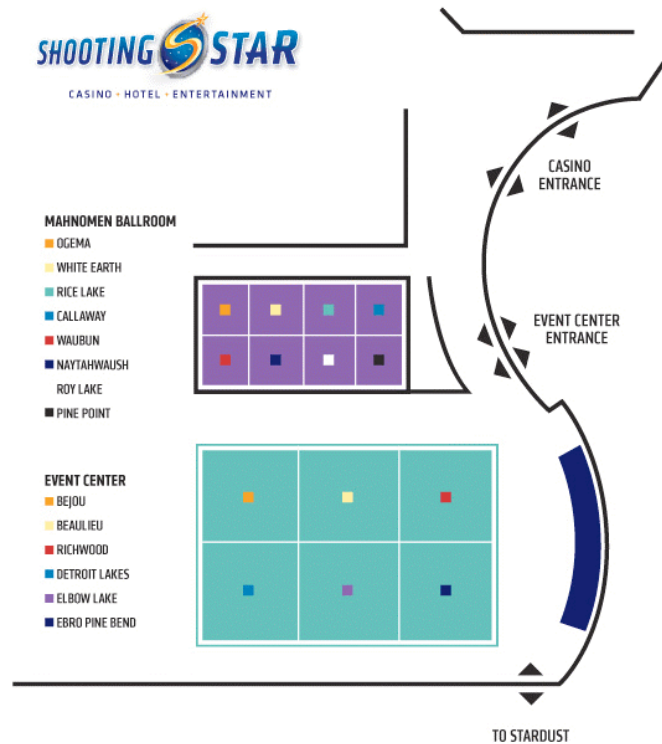 SHOOTING STAR
CASINO • HOTEL • ENTERTAINMENT
CASINO
ENTRANCE
MAHNOMEN BALLROOM
OGEMA
WHITE EARTH
RICE LAKE
CALLAWAY
WAUBUN
NAYTAHWAUSH
ROY LAKE
PINE POINT
EVENT CENTER
ENTRANCE
EVENT CENTER
BEJOU
BEAULIEU
RICHWOOD
DETROIT LAKES
ELBOW LAKE
EBRO PINE BEND
TO STARDUST